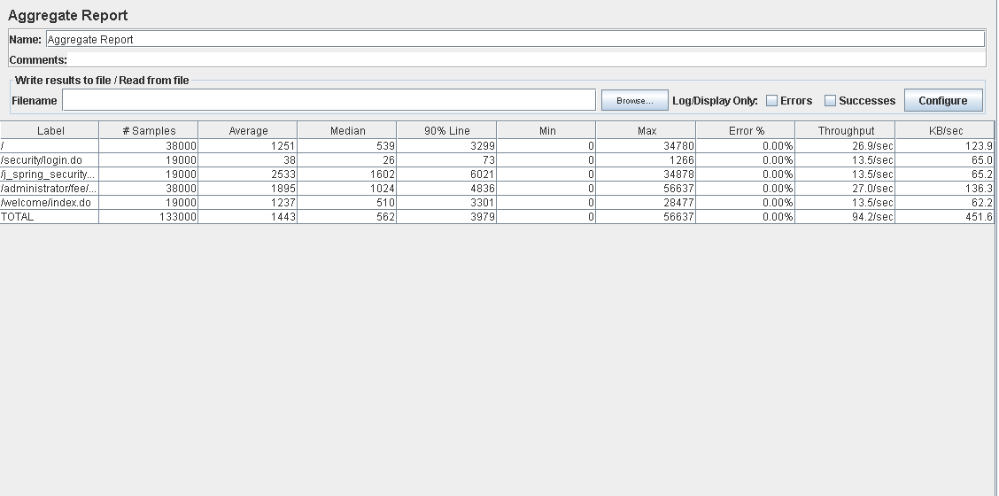 Aggregate Report
Name: Aggregate Report
Comments:
Write results to file / Read from file
Filename Browse... Log/Display Only: Errors Successes Configure
Label # Samples Average Median 90% Line Min Max Error % Throughput KB/sec
/ 38000 1251 539 3299 0 34780 0.00% 26.9/sec 123.9
/security/login.do 19000 38 26 73 0 1266 0.00% 13.5/sec 65.0
/j_spring_security... 19000 2533 1602 6021 0 34878 0.00% 13.5/sec 65.2
/administrator/fee/... 38000 1895 1024 4836 0 56637 0.00% 27.0/sec 136.3
/welcome/index.do 19000 1237 510 3301 0 28477 0.00% 13.5/sec 62.2
TOTAL 133000 1443 562 3979 0 56637 0.00% 94.2/sec 451.6